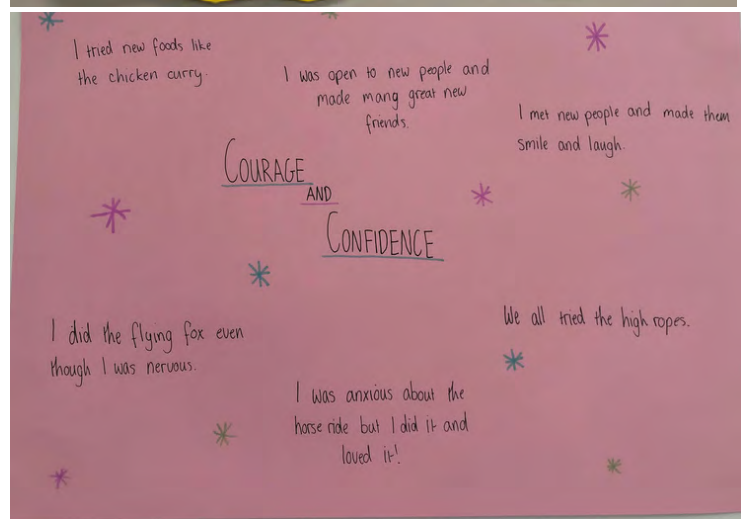 I tried new foods like
the chicken curry.
I was open to new people and
made mang great new
friends.
I met new people and made them
smile and laugh.
COURAGE
AND
CONFIDENCE
I did the flying fox even
though I was nervous.
We all tried the high ropes.
I was anxious about the
horse ride but I did it and
loved it!